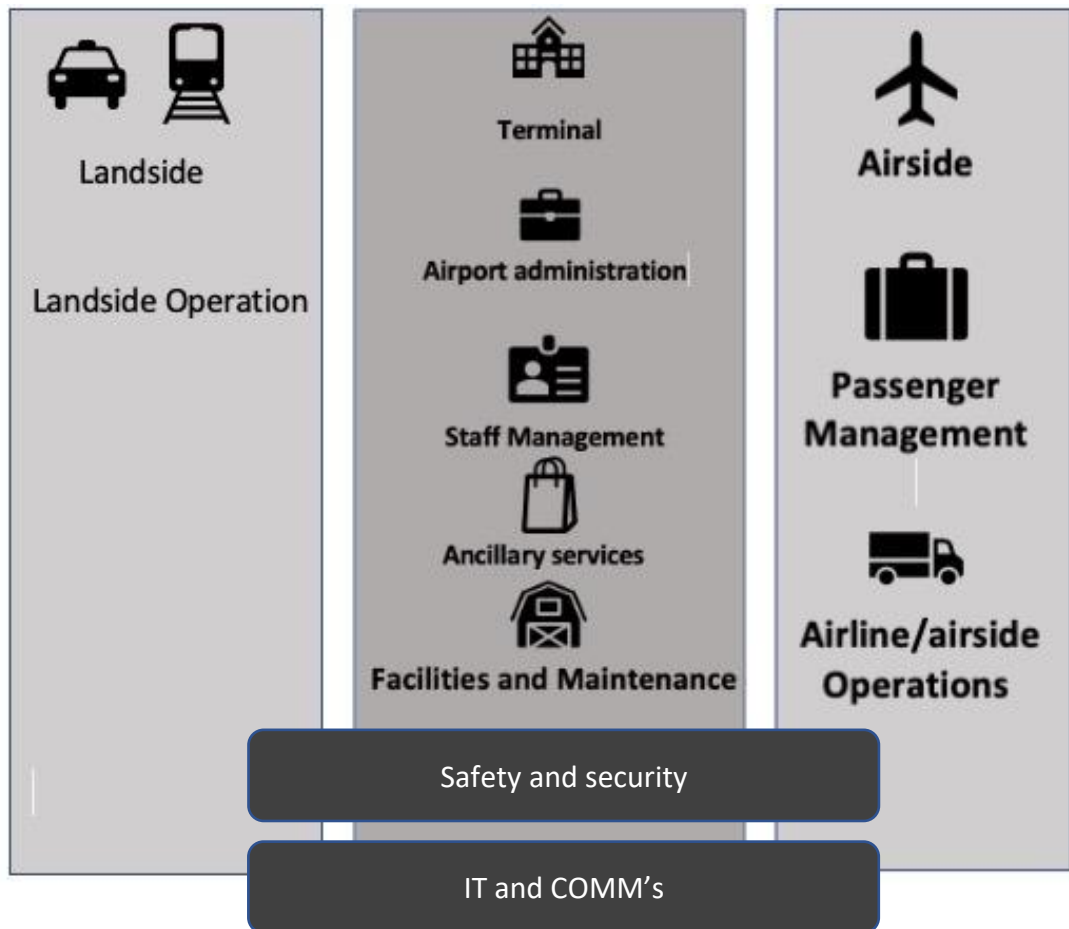 Landside
Landside Operation
Terminal
Airport administration
Staff Management
Ancillary services
Facilities and Maintenance
Airside
Passenger
Management
Airline/airside
Operations
Safety and security
IT and COMM’s